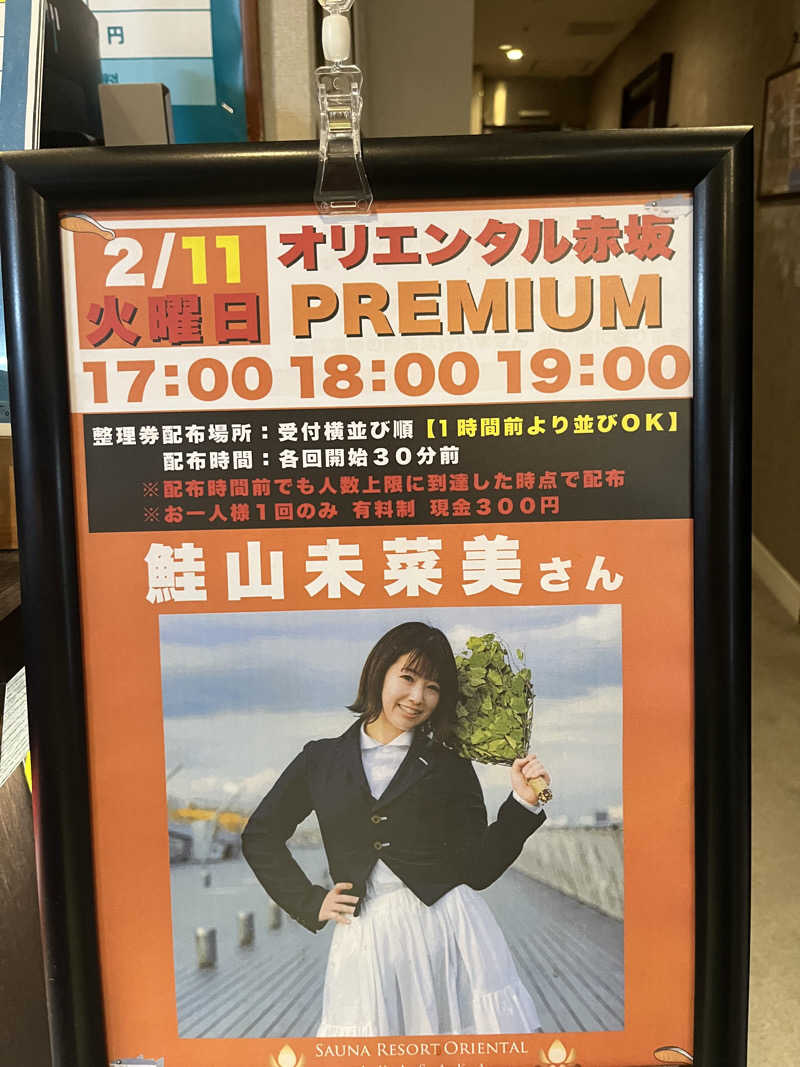 円
料
2/11
火曜日
オリエンタル赤坂
PREMIUM
17:00 18:00 19:00
整理券配布場所：受付横並び順【1時間前より並びOK】
配布時間：各回開始30分前
※配布時間前でも人数上限に到達した時点で配布
※お一人様1回のみ 有料制 現金300円
鮭山未菜美さん
SAUNA RESORT ORIENTAL